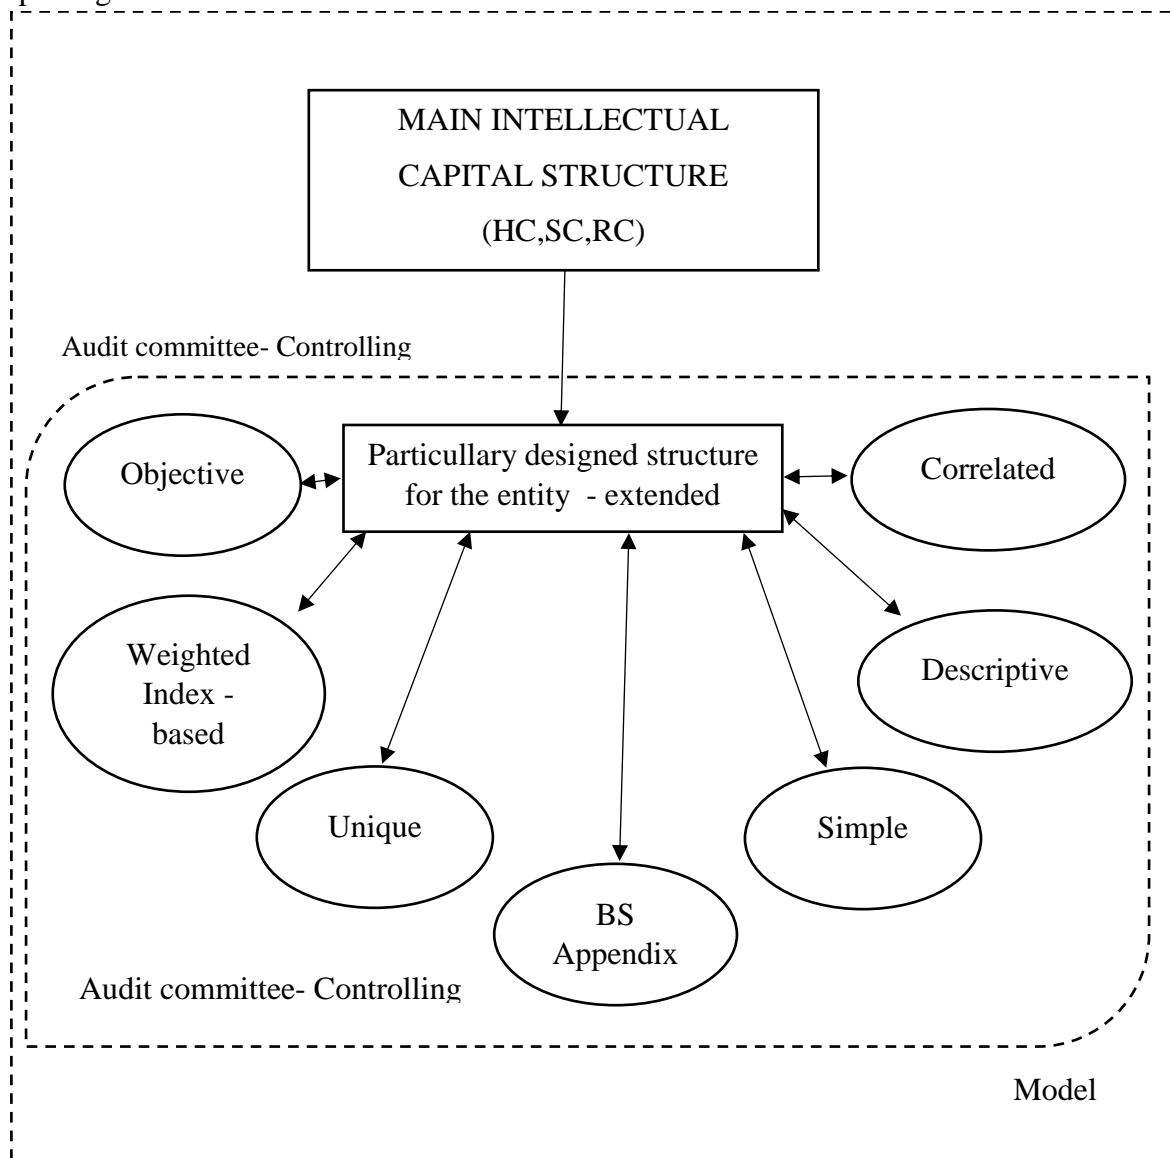 MAIN INTELLECTUAL
CAPITAL STRUCTURE
(HC,SC,RC)
Audit committee- Controlling
Particullary designed structure
for the entity - extended
Objective
Correlated
Weighted
Index -
based
Descriptive
Unique
Simple
BS
Appendix
Audit committee- Controlling
Model